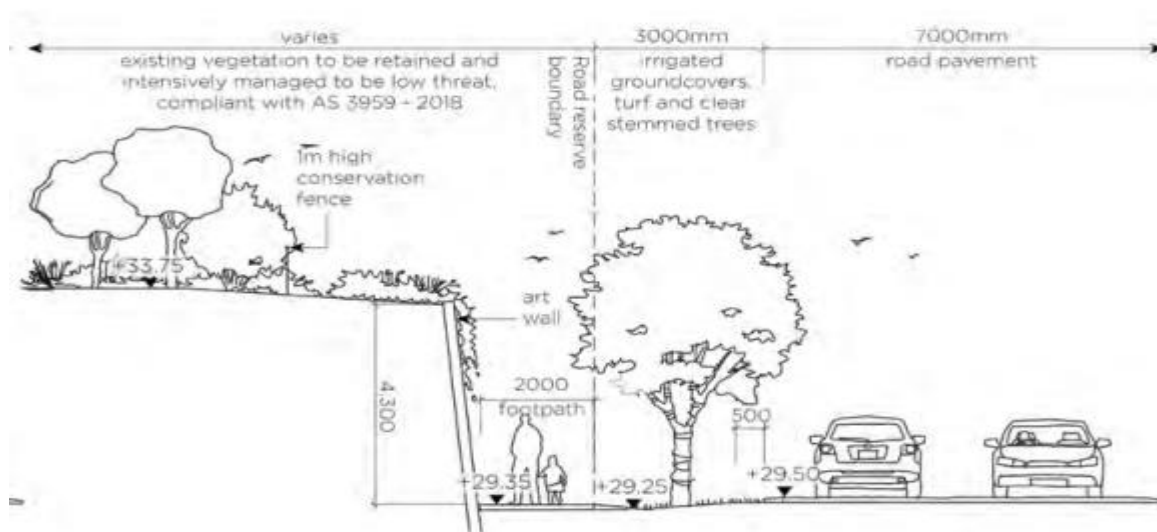 varies
existing vegetation to be retained and
intensively managed to be low threat,
compliant with AS 3959 - 2018
Road reserve
boundary
3000mm
irrigated
groundcovers,
turf and clear
stemmed trees
7000mm
road pavement
1m high
conservation
fence
+33.75
art
wall
4.300
2000
footpath
500
+29.35
+29.25
+29.50